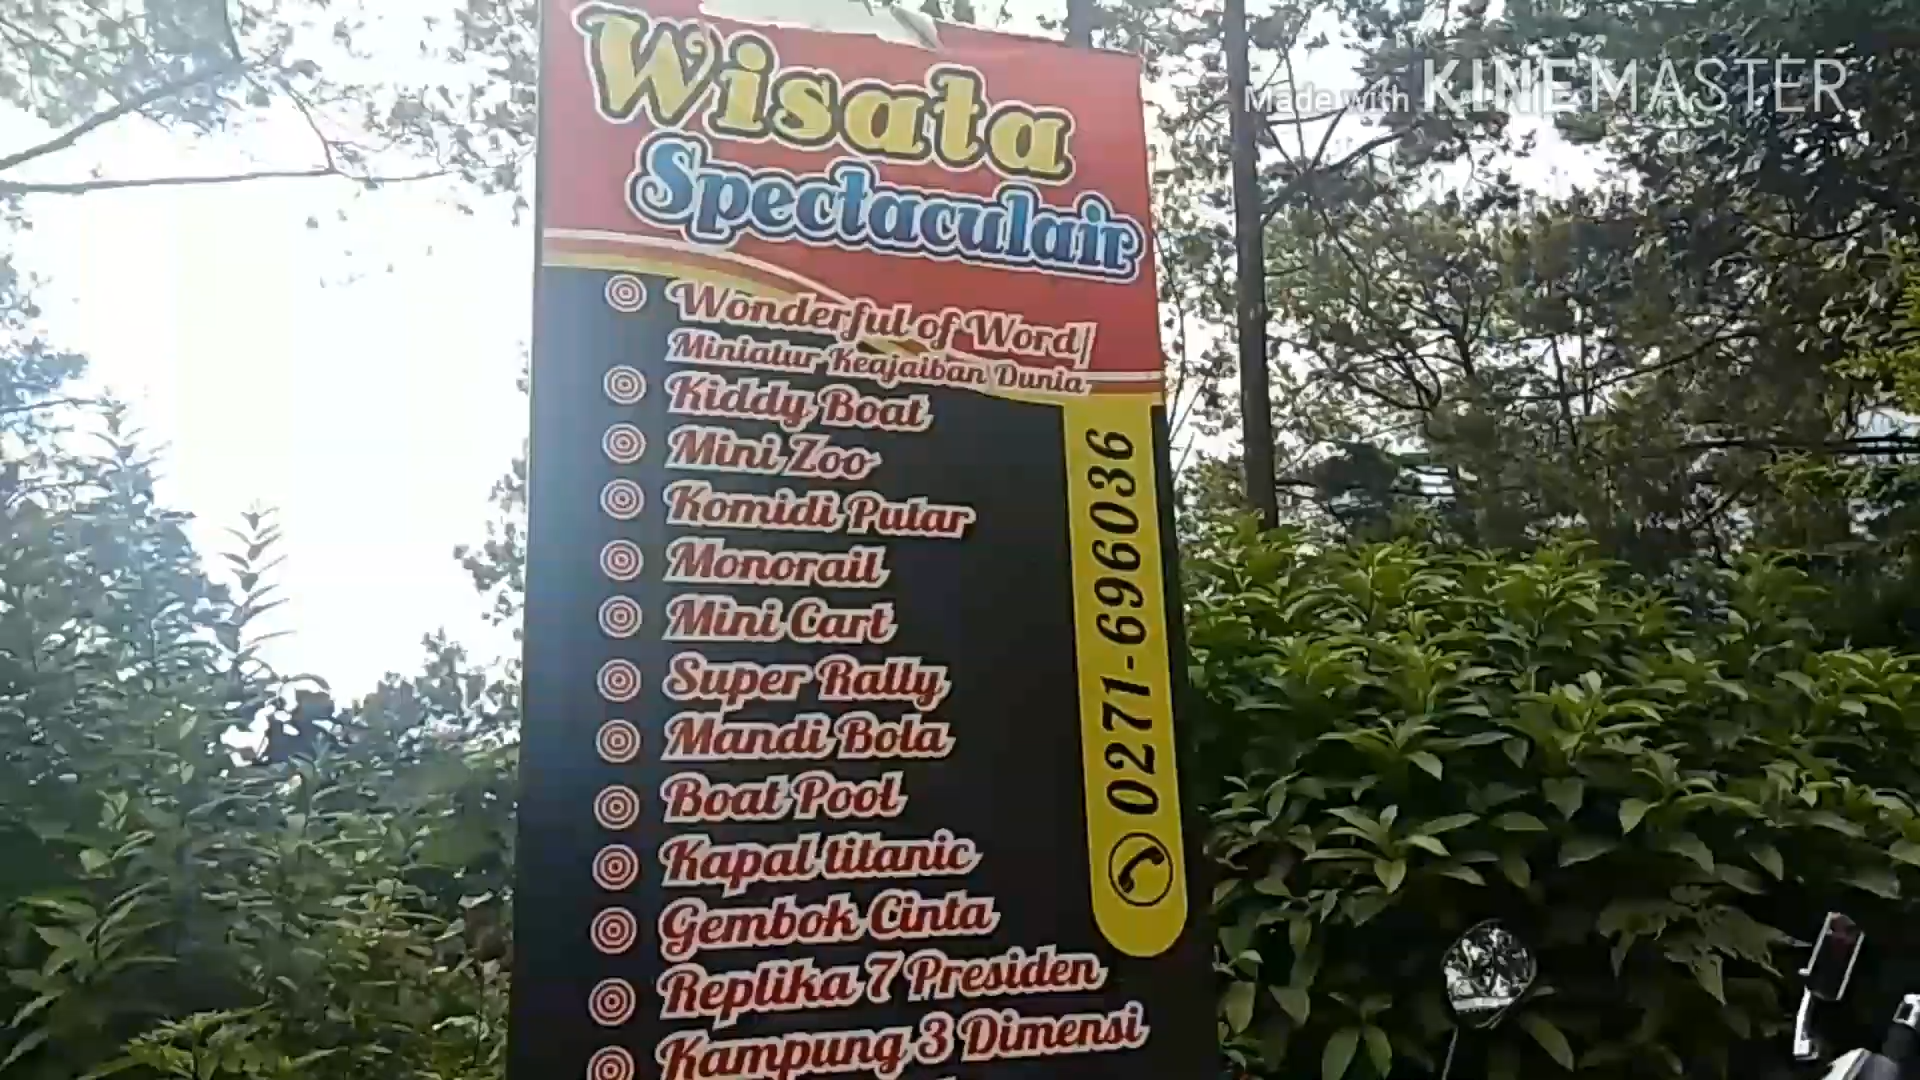 Made with KINEMASTER
Wisata
Spectaculair
Wonderful of Word/
Miniatur Keajaiban Dunia
Kiddy Boat
Mini Zoo
Komidi Putar
Monorail
Mini Cart
Super Rally
Mandi Bola
Boat Pool
Kapal titanic
Gembok Cinta
Replika 7 Presiden
Kampung 3 Dimensi
0271-696036